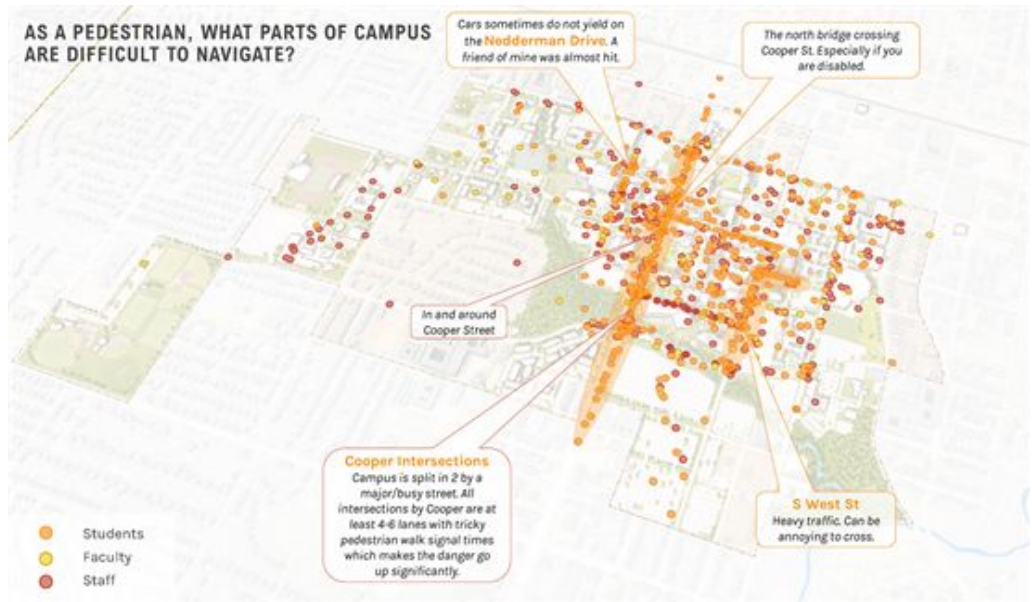 AS A PEDESTRIAN, WHAT PARTS OF CAMPUS
ARE DIFFICULT TO NAVIGATE?
Cars sometimes do not yield on
the Nedderman Drive. A
friend of mine was almost hit.
The north bridge crossing
Cooper St. Especially if you
are disabled.
In and around
Cooper Street
Cooper Intersections
Campus is split in 2 by a
major/busy street. All
intersections by Cooper are at
least 4-6 lanes with tricky
pedestrian walk signal times
which makes the danger go
up significantly.
S West St
Heavy traffic. Can be
annoying to cross.
Students
Faculty
Staff